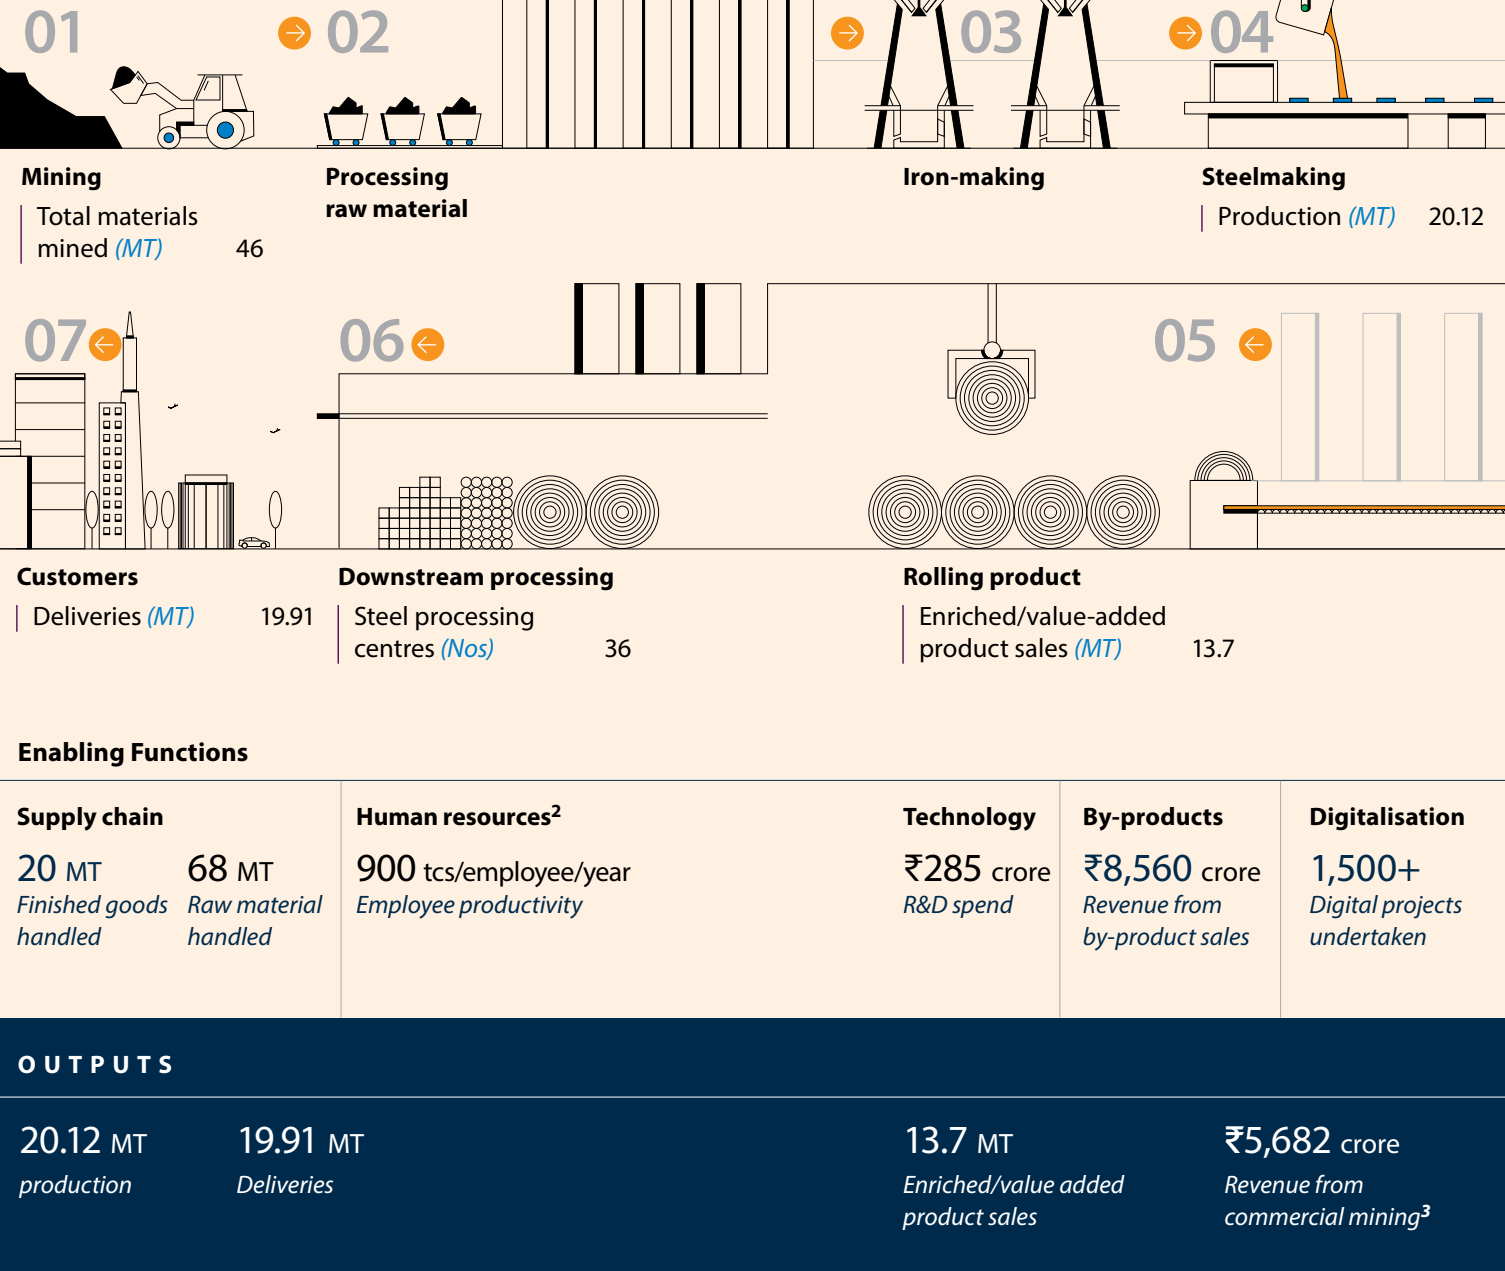 01
02
03
04
Mining
Total materials
mined (MT) 46
Processing
raw material
Iron-making
Steelmaking
Production (MT) 20.12
07
06
05
Customers
Deliveries (MT) 19.91
Downstream processing
Steel processing
centres (Nos) 36
Rolling product
Enriched/value-added
product sales (MT) 13.7
Enabling Functions
Supply chain
20 MT
Finished goods
handled
68 MT
Raw material
handled
Human resources²
900 tcs/employee/year
Employee productivity
Technology
₹285 crore
R&D spend
By-products
₹8,560 crore
Revenue from
by-product sales
Digitalisation
1,500+
Digital projects
undertaken
OUTPUTS
20.12 MT
production
19.91 MT
Deliveries
13.7 MT
Enriched/value added
product sales
₹5,682 crore
Revenue from
commercial mining³